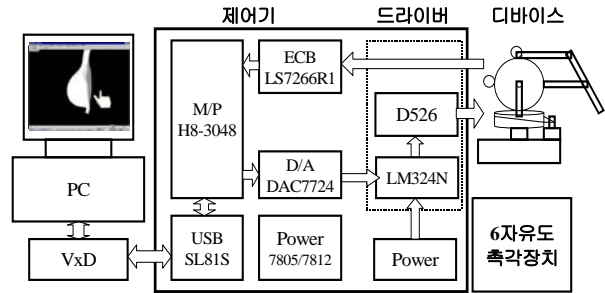 제어기
드라이버
디바이스
ECB
LS7266R1
M/P
H8-3048
D526
D/A
DAC7724
LM324N
PC
USB
SL81S
Power
7805/7812
Power
VxD
6자유도
촉각장치